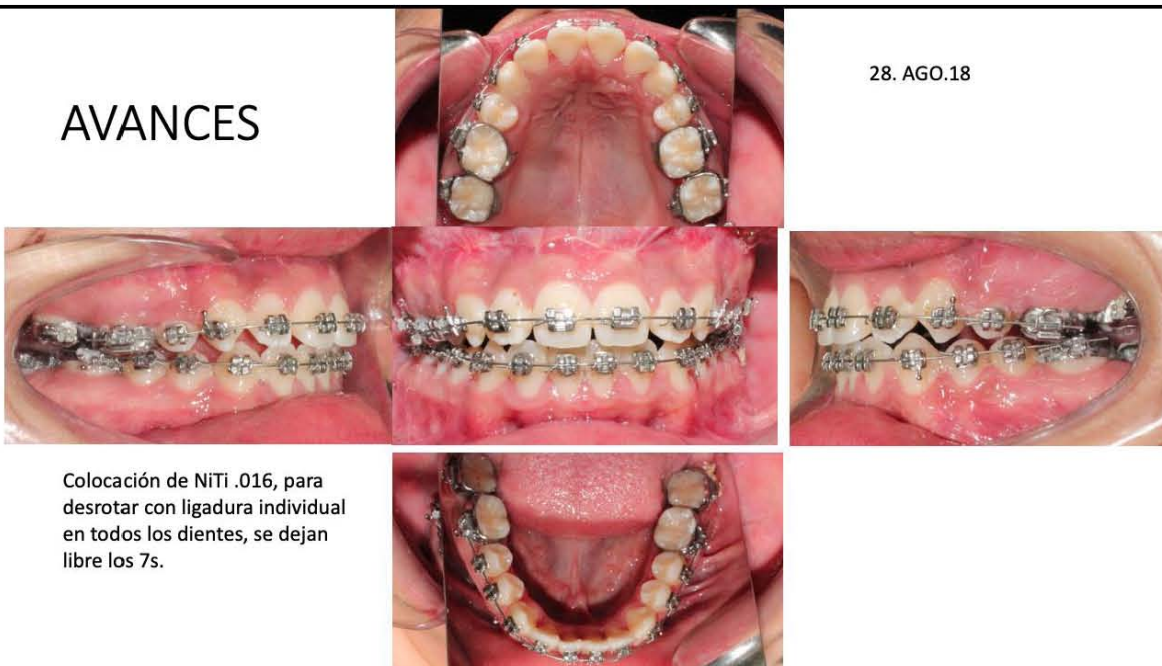 AVANCES
28. AGO.18
Colocación de NiTi .016, para
desrotar con ligadura individual
en todos los dientes, se dejan
libre los 7s.